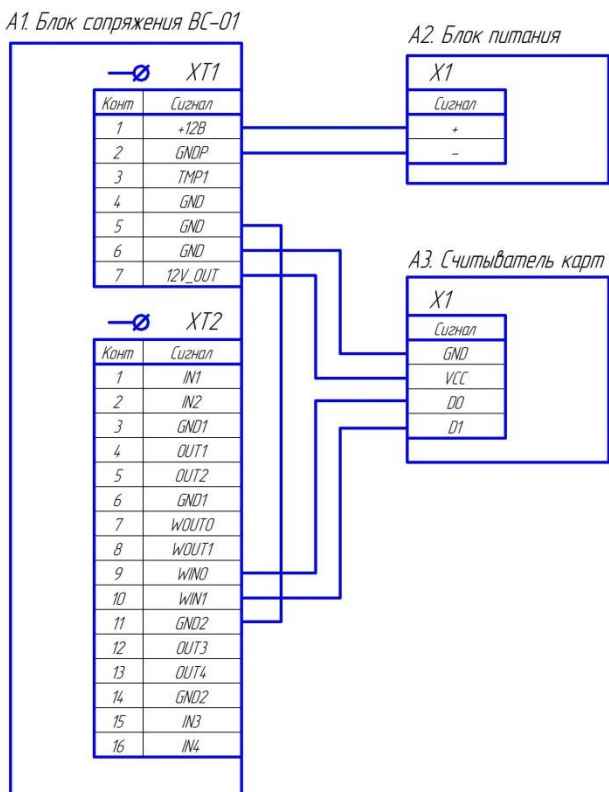 А1. Блок сопряжения ВС-01
XT1
Конт Сигнал
1 +12В
2 GNDP
3 TMP1
4 GND
5 GND
6 GND
7 12V_OUT
XT2
Конт Сигнал
1 IN1
2 IN2
3 GND1
4 OUT1
5 OUT2
6 GND1
7 WOUT0
8 WOUT1
9 WIN0
10 WIN1
11 GND2
12 OUT3
13 OUT4
14 GND2
15 IN3
16 IN4
А2. Блок питания
X1
Сигнал
+
-
А3. Считыватель карт
X1
Сигнал
GND
VCC
D0
D1